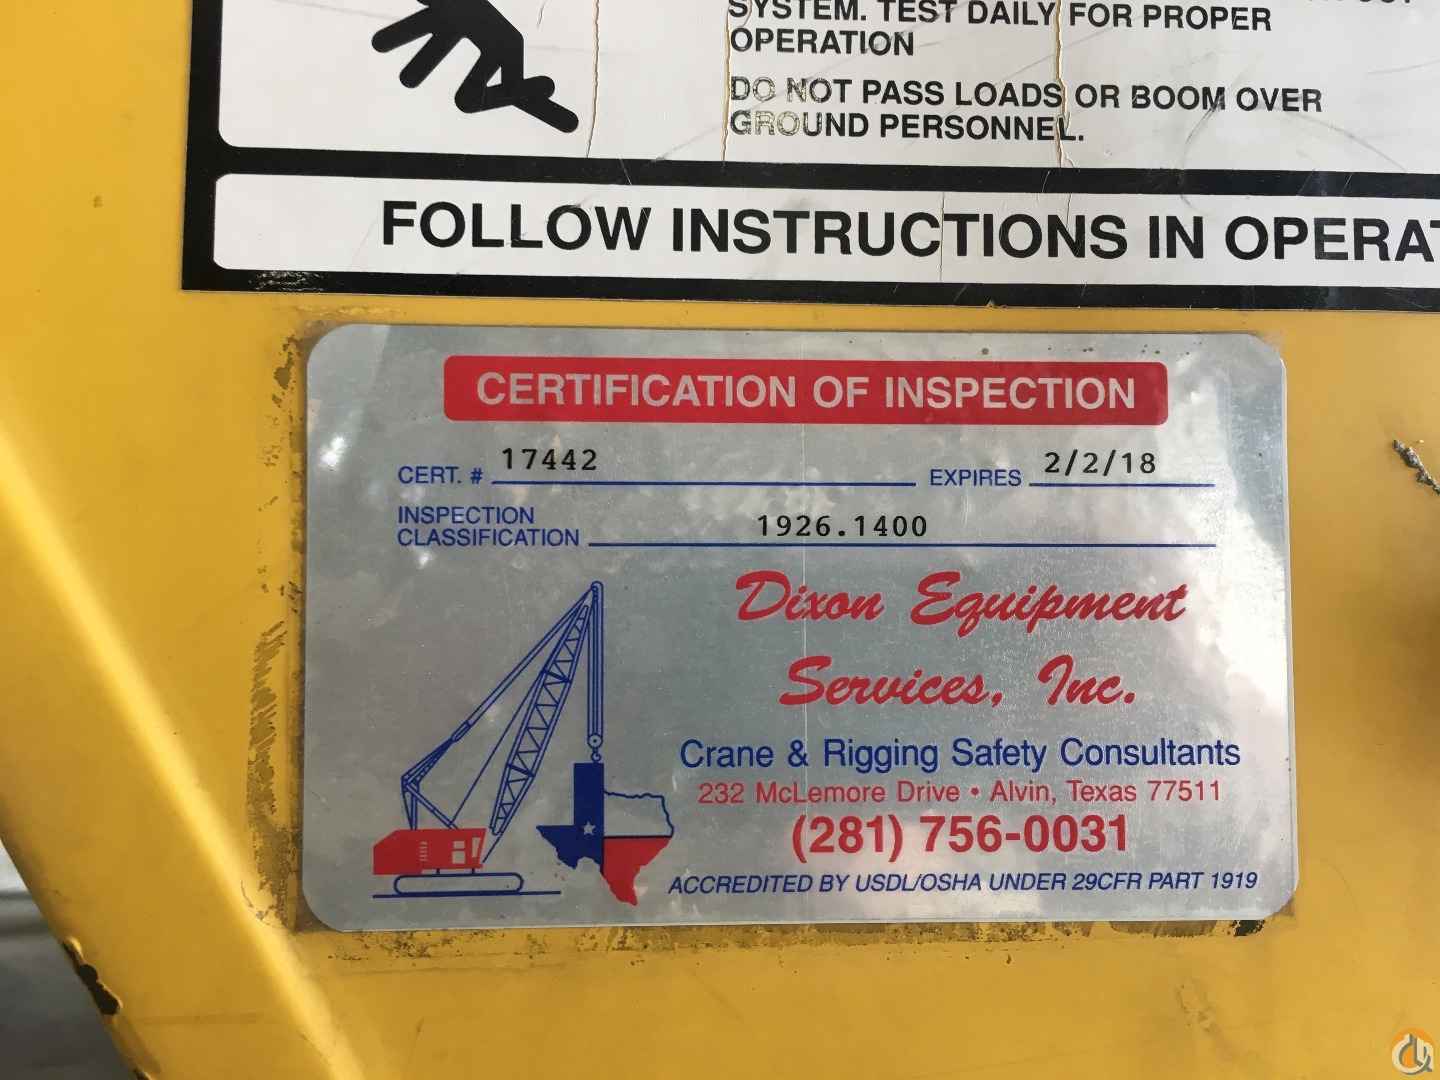 SYSTEM. TEST DAILY FOR PROPER
OPERATION
DO NOT PASS LOADS OR BOOM OVER
GROUND PERSONNEL.
FOLLOW INSTRUCTIONS IN OPERAT
CERTIFICATION OF INSPECTION
CERT. # 17442 EXPIRES 2/2/18
INSPECTION
CLASSIFICATION 1926.1400
Dixon Equipment
Services, Inc.
Crane & Rigging Safety Consultants
232 McLemore Drive • Alvin, Texas 77511
(281) 756-0031
ACCREDITED BY USDL/OSHA UNDER 29CFR PART 1919